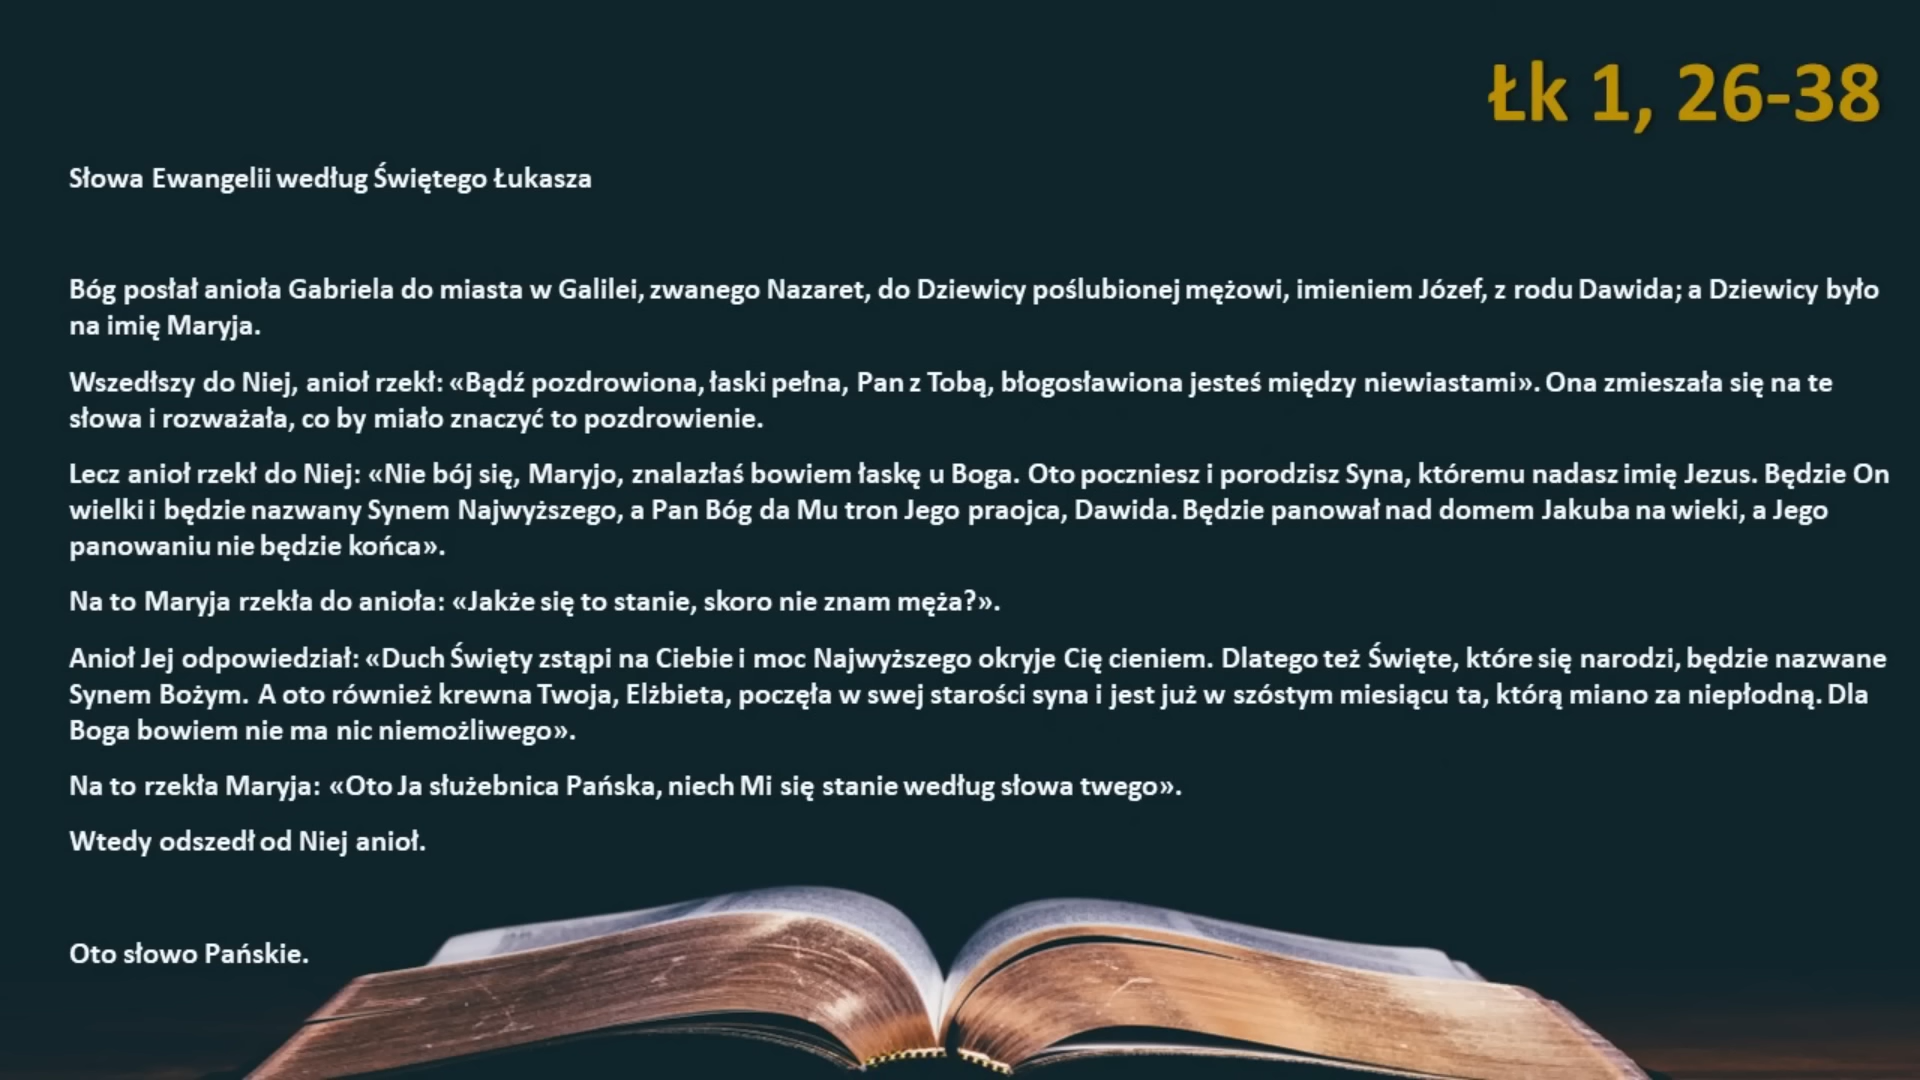 Łk 1, 26-38
Słowa Ewangelii według Świętego Łukasza
Bóg posłał anioła Gabriela do miasta w Galilei, zwanego Nazaret, do Dziewicy poślubionej mężowi, imieniem Józef, z rodu Dawida; a Dziewicy było
na imię Maryja.
Wszedłszy do Niej, anioł rzekł: «Bądź pozdrowiona, łaski pełna, Pan z Tobą, błogosławiona jesteś między niewiastami». Ona zmieszała się na te
słowa i rozważała, co by miało znaczyć to pozdrowienie.
Lecz anioł rzekł do Niej: «Nie bój się, Maryjo, znalazłaś bowiem łaskę u Boga. Oto poczniesz i porodzisz Syna, któremu nadasz imię Jezus. Będzie On
wielki i będzie nazwany Synem Najwyższego, a Pan Bóg da Mu tron Jego praojca, Dawida. Będzie panował nad domem Jakuba na wieki, a Jego
panowaniu nie będzie końca».
Na to Maryja rzekła do anioła: «Jakże się to stanie, skoro nie znam męża?».
Anioł Jej odpowiedział: «Duch Święty zstąpi na Ciebie i moc Najwyższego okryje Cię cieniem. Dlatego też Święte, które się narodzi, będzie nazwane
Synem Bożym. A oto również krewna Twoja, Elżbieta, poczęła w swej starości syna i jest już w szóstym miesiącu ta, którą miano za niepłodną. Dla
Boga bowiem nie ma nic niemożliwego».
Na to rzekła Maryja: «Oto Ja służebnica Pańska, niech Mi się stanie według słowa twego».
Wtedy odszedł od Niej anioł.
Oto słowo Pańskie.